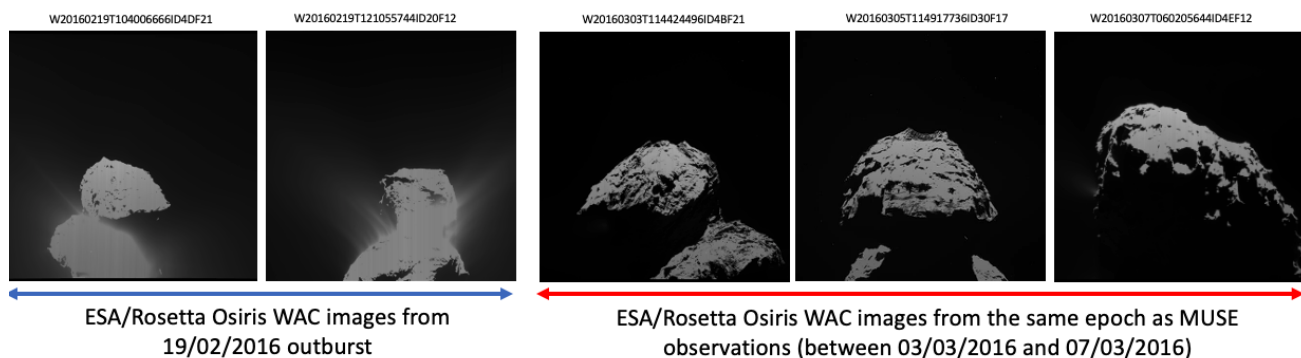 W20160219T104006666ID4DF21
W20160219T121055744ID20F12
W20160303T114424496ID4BF21
W20160305T114917736ID30F17
W20160307T060205644ID4EF12
ESA/Rosetta Osiris WAC images from
19/02/2016 outburst
ESA/Rosetta Osiris WAC images from the same epoch as MUSE
observations (between 03/03/2016 and 07/03/2016)